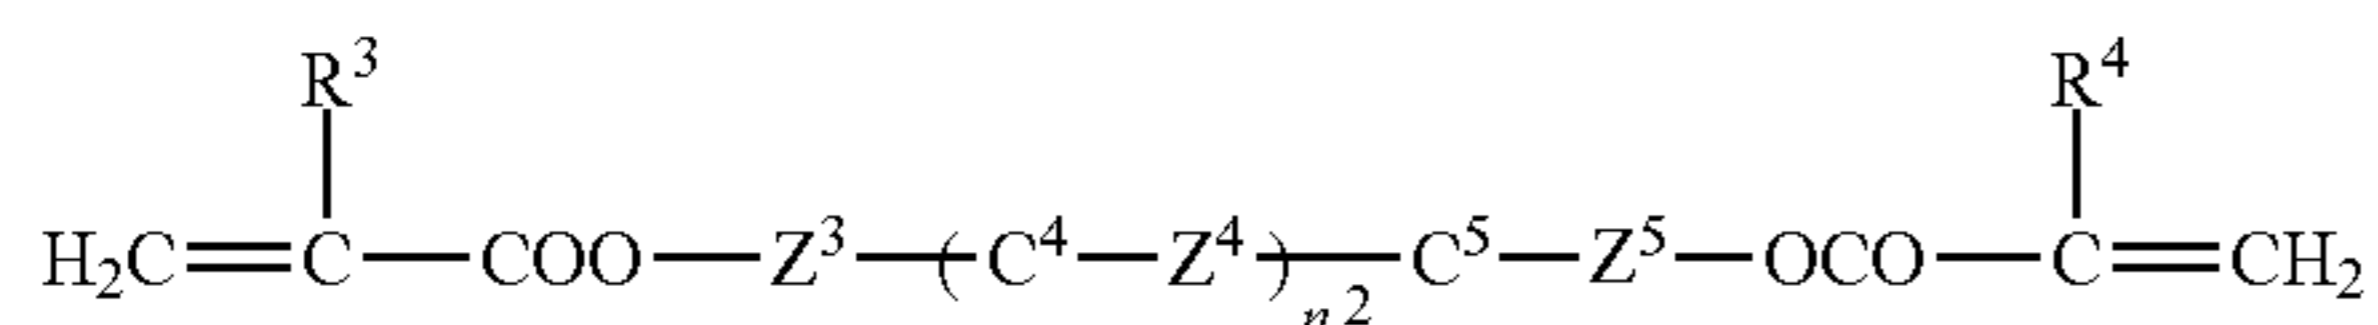 R³ R⁴
H₂C=C—COO—Z³—(C⁴—Z⁴)ₙ²—C⁵—Z⁵—OCO—C=CH₂